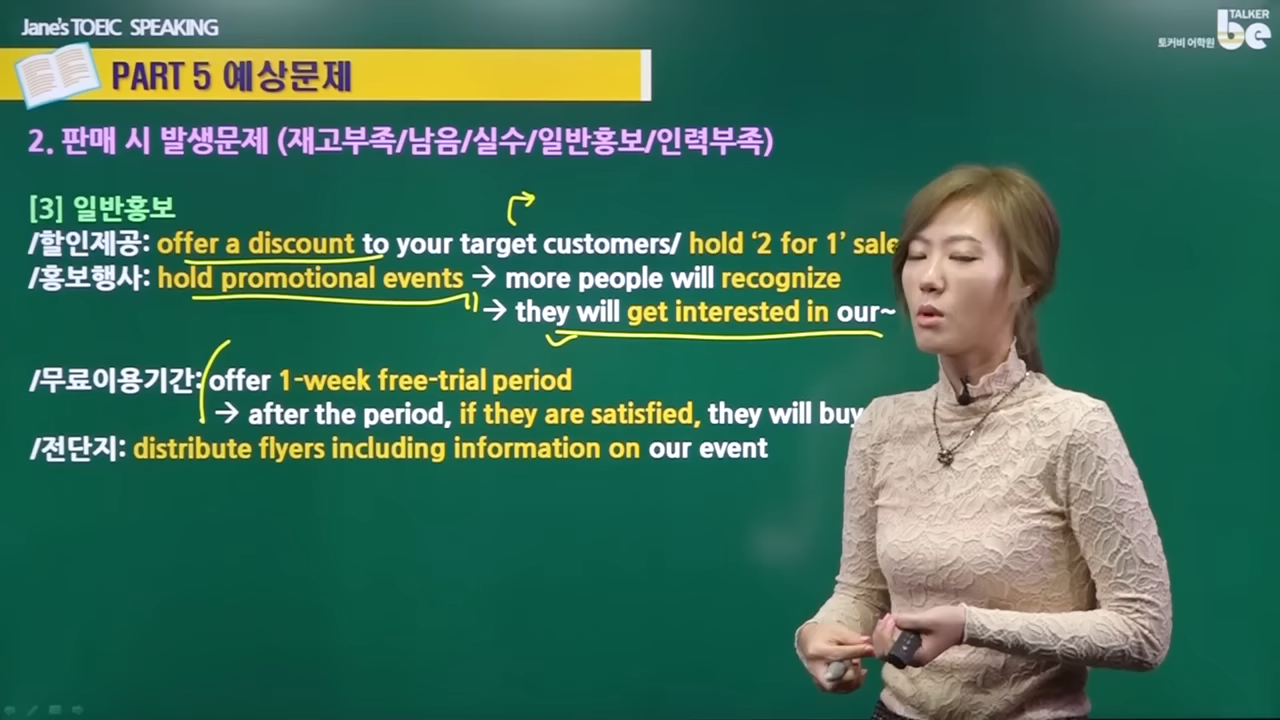 Jane's TOEIC SPEAKING
TALKER
be
토커비 어학원
PART 5 예상문제
2. 판매 시 발생문제 (재고부족/남음/실수/일반홍보/인력부족)
[3] 일반홍보
/할인제공: offer a discount to your target customers/ hold ‘2 for 1’ sale
/홍보행사: hold promotional events → more people will recognize
→ they will get interested in our~
/무료이용기간: offer 1-week free-trial period
→ after the period, if they are satisfied, they will buy
/전단지: distribute flyers including information on our event